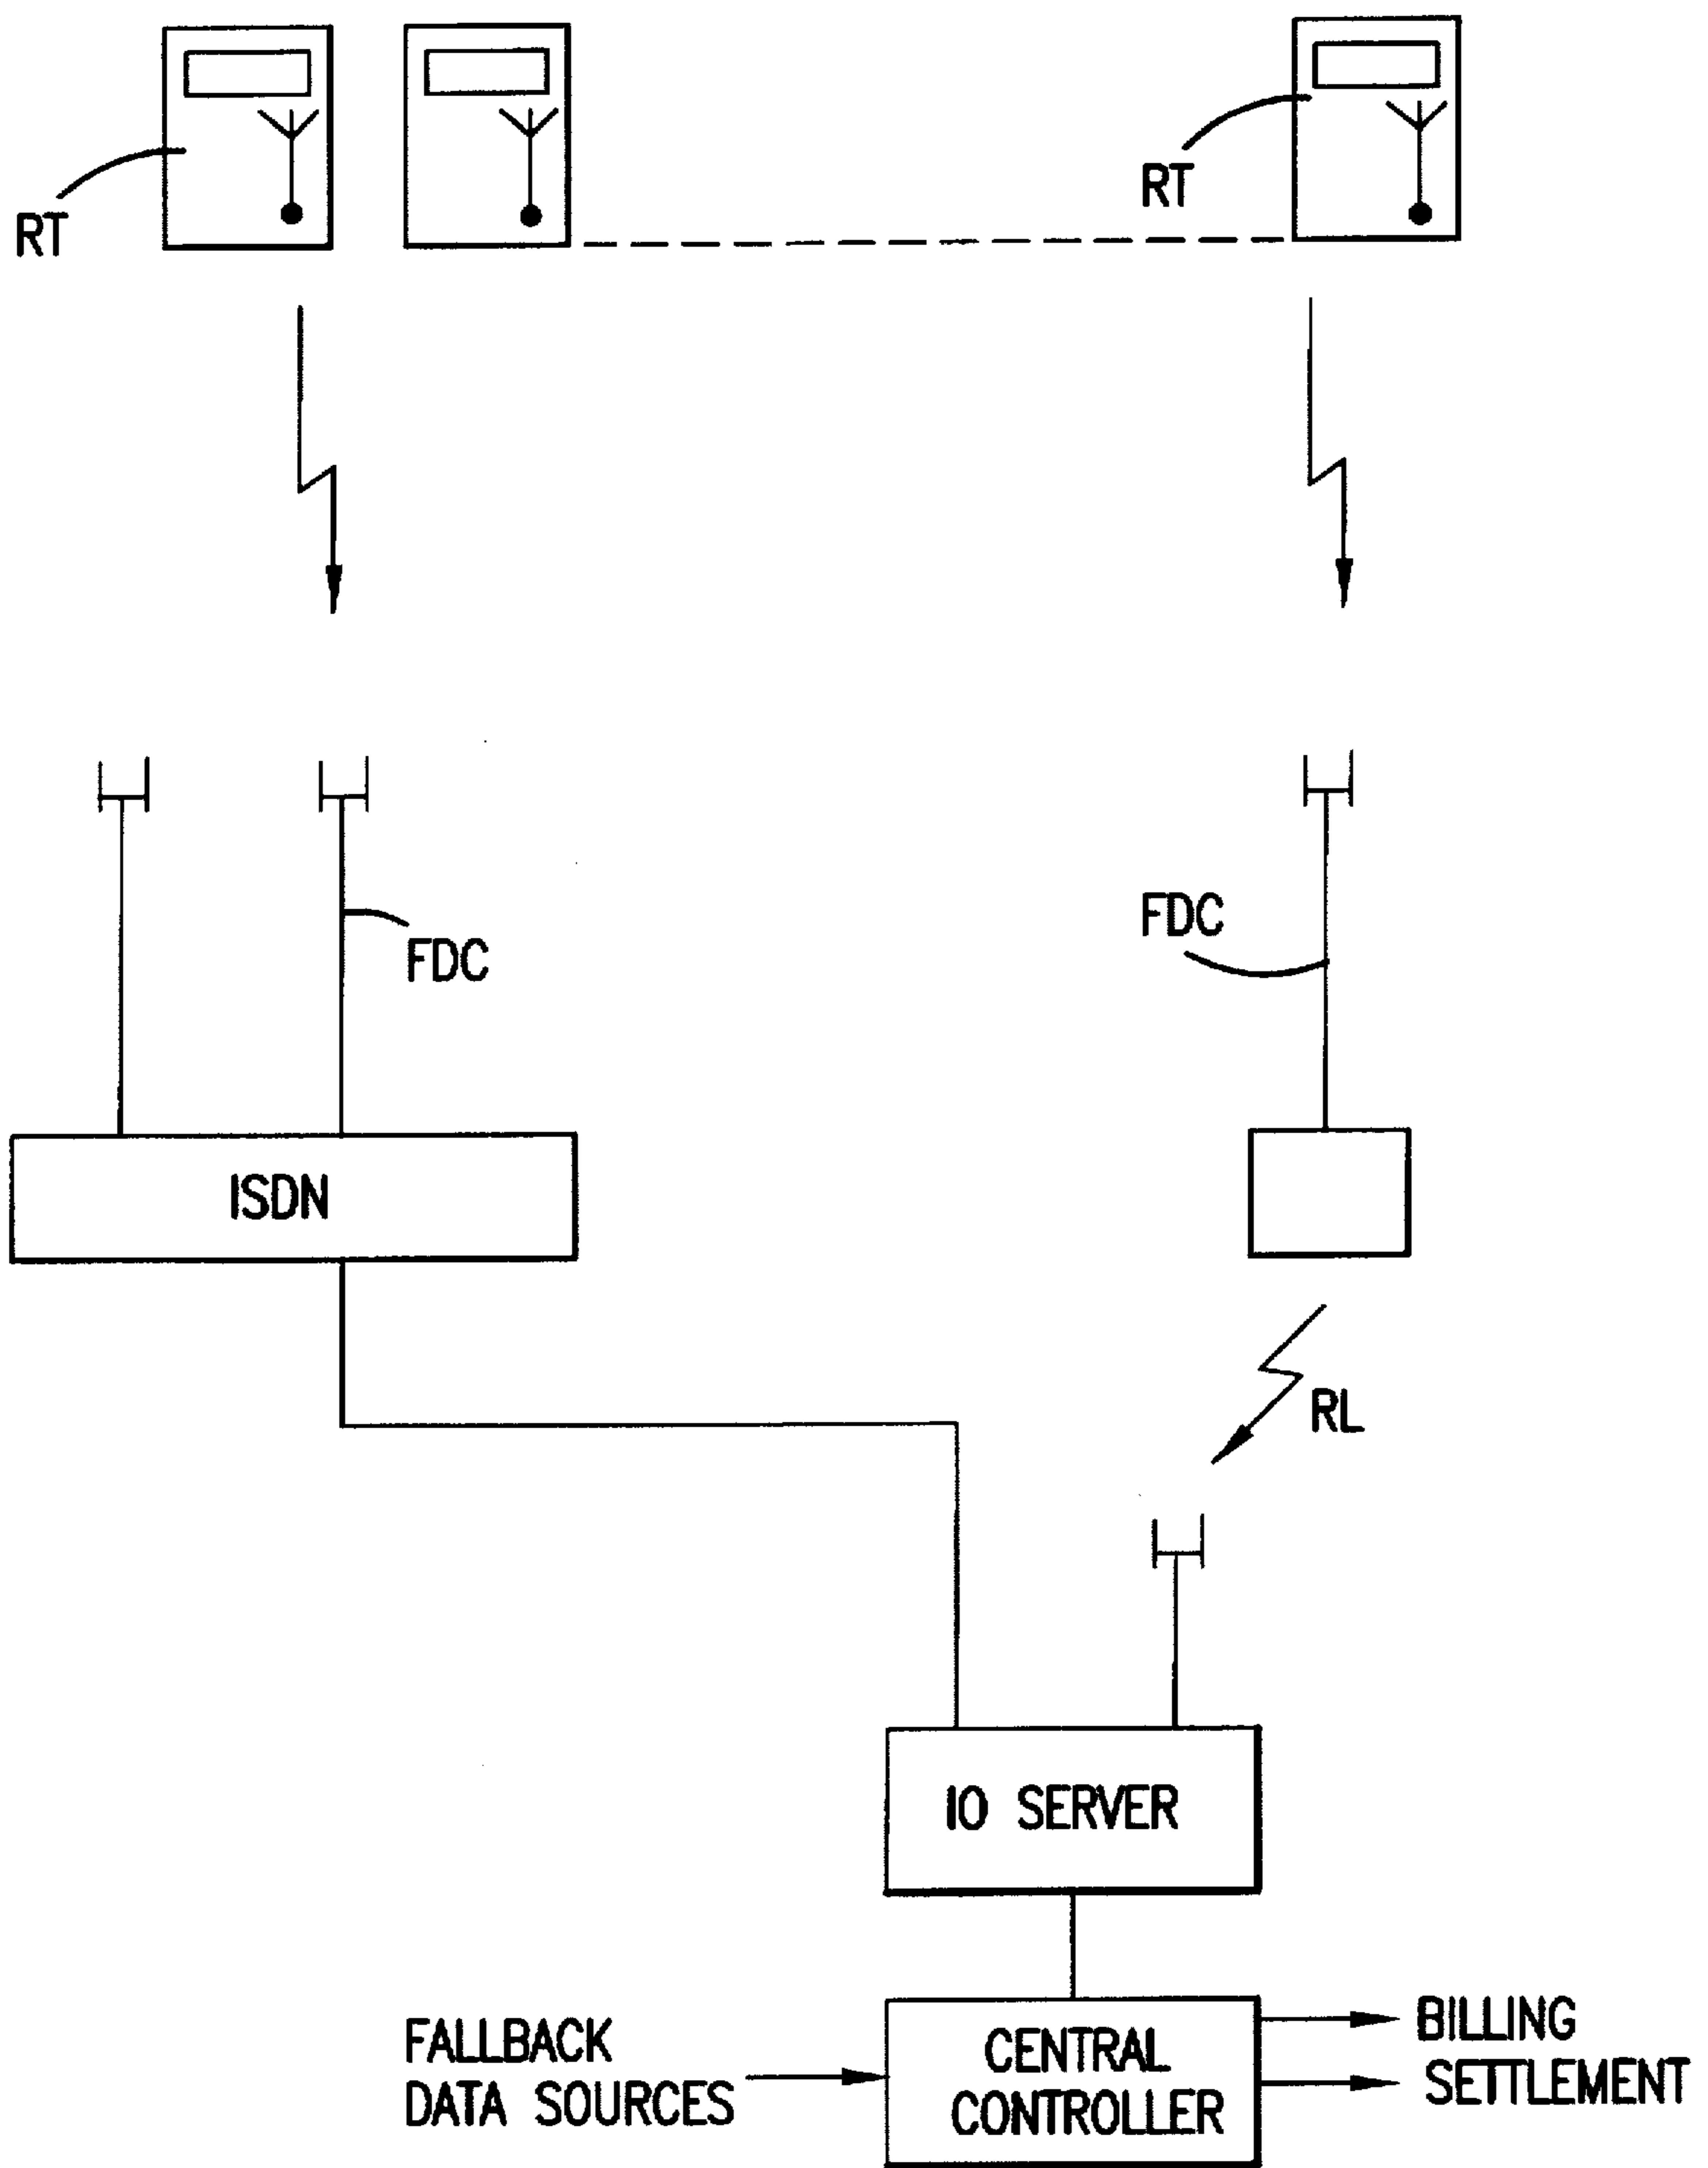 RT
RT
FDC
FDC
ISDN
RL
IO SERVER
FALLBACK
DATA SOURCES
CENTRAL
CONTROLLER
BILLING
SETTLEMENT